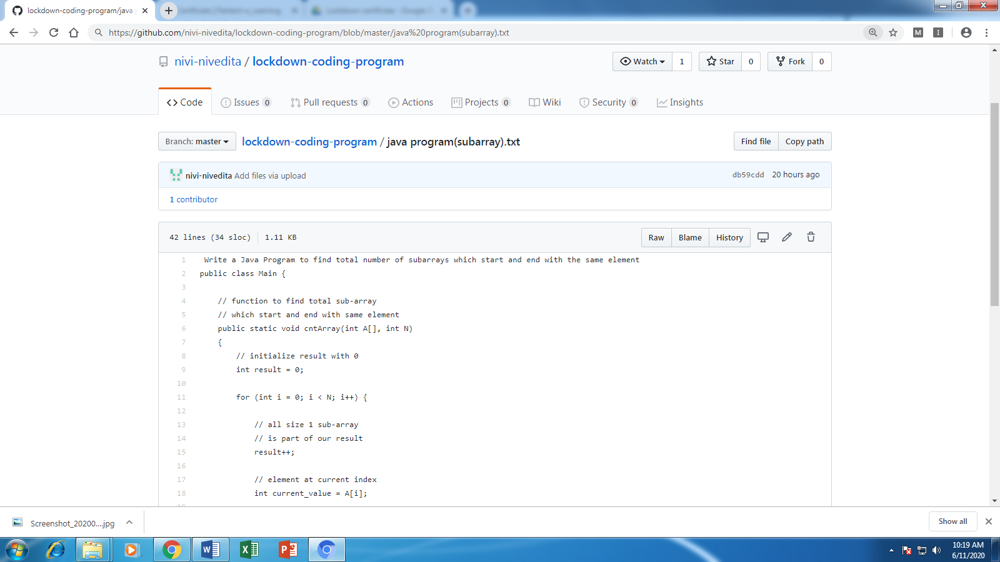 lockdown-coding-program/java
https://github.com/nivi-nivedita/lockdown-coding-program/blob/master/java%20program(subarray).txt
M
I
nivi-nivedita / lockdown-coding-program
Watch 1
Star 0
Fork 0
Code
Issues 0
Pull requests 0
Actions
Projects 0
Wiki
Security 0
Insights
Branch: master
lockdown-coding-program / java program(subarray).txt
Find file
Copy path
nivi-nivedita Add files via upload
db59cdd 20 hours ago
1 contributor
42 lines (34 sloc) 1.11 KB
Raw
Blame
History
1 Write a Java Program to find total number of subarrays which start and end with the same element
2 public class Main {
3
4 // function to find total sub-array
5 // which start and end with same element
6 public static void cntArray(int A[], int N)
7 {
8 // initialize result with 0
9 int result = 0;
10
11 for (int i = 0; i < N; i++) {
12
13 // all size 1 sub-array
14 // is part of our result
15 result++;
16
17 // element at current index
18 int current_value = A[i];
Screenshot_20200....jpg
Show all
10:19 AM
6/11/2020